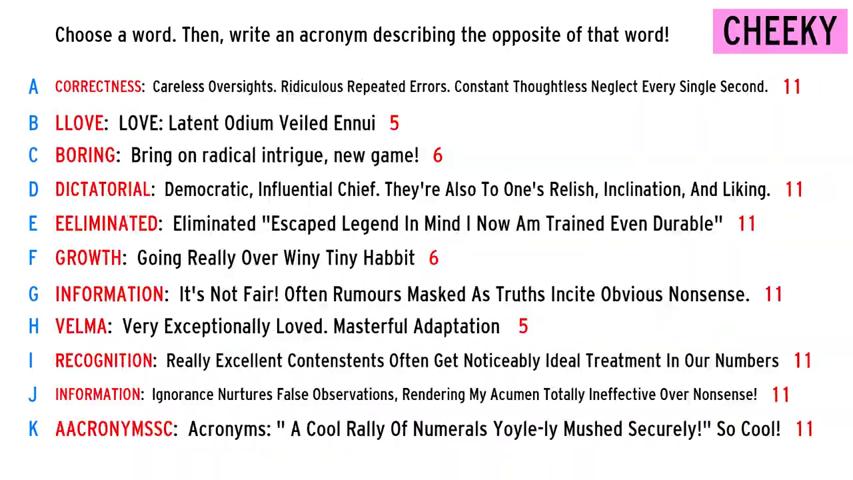 Choose a word. Then, write an acronym describing the opposite of that word!
CHEEKY
A CORRECTNESS: Careless Oversights. Ridiculous Repeated Errors. Constant Thoughtless Neglect Every Single Second. 11
B LLOVE: LOVE: Latent Odium Veiled Ennui 5
C BORING: Bring on radical intrigue, new game! 6
D DICTATORIAL: Democratic, Influential Chief. They're Also To One's Relish, Inclination, And Liking. 11
E EELIMINATED: Eliminated "Escaped Legend In Mind I Now Am Trained Even Durable" 11
F GROWTH: Going Really Over Winy Tiny Habbit 6
G INFORMATION: It's Not Fair! Often Rumours Masked As Truths Incite Obvious Nonsense. 11
H VELMA: Very Exceptionally Loved. Masterful Adaptation 5
I RECOGNITION: Really Excellent Contenstents Often Get Noticeably Ideal Treatment In Our Numbers 11
J INFORMATION: Ignorance Nurtures False Observations, Rendering My Acumen Totally Ineffective Over Nonsense! 11
K AACRONYMSSC: Acronyms: " A Cool Rally Of Numerals Yoyle-ly Mushed Securely!" So Cool! 11